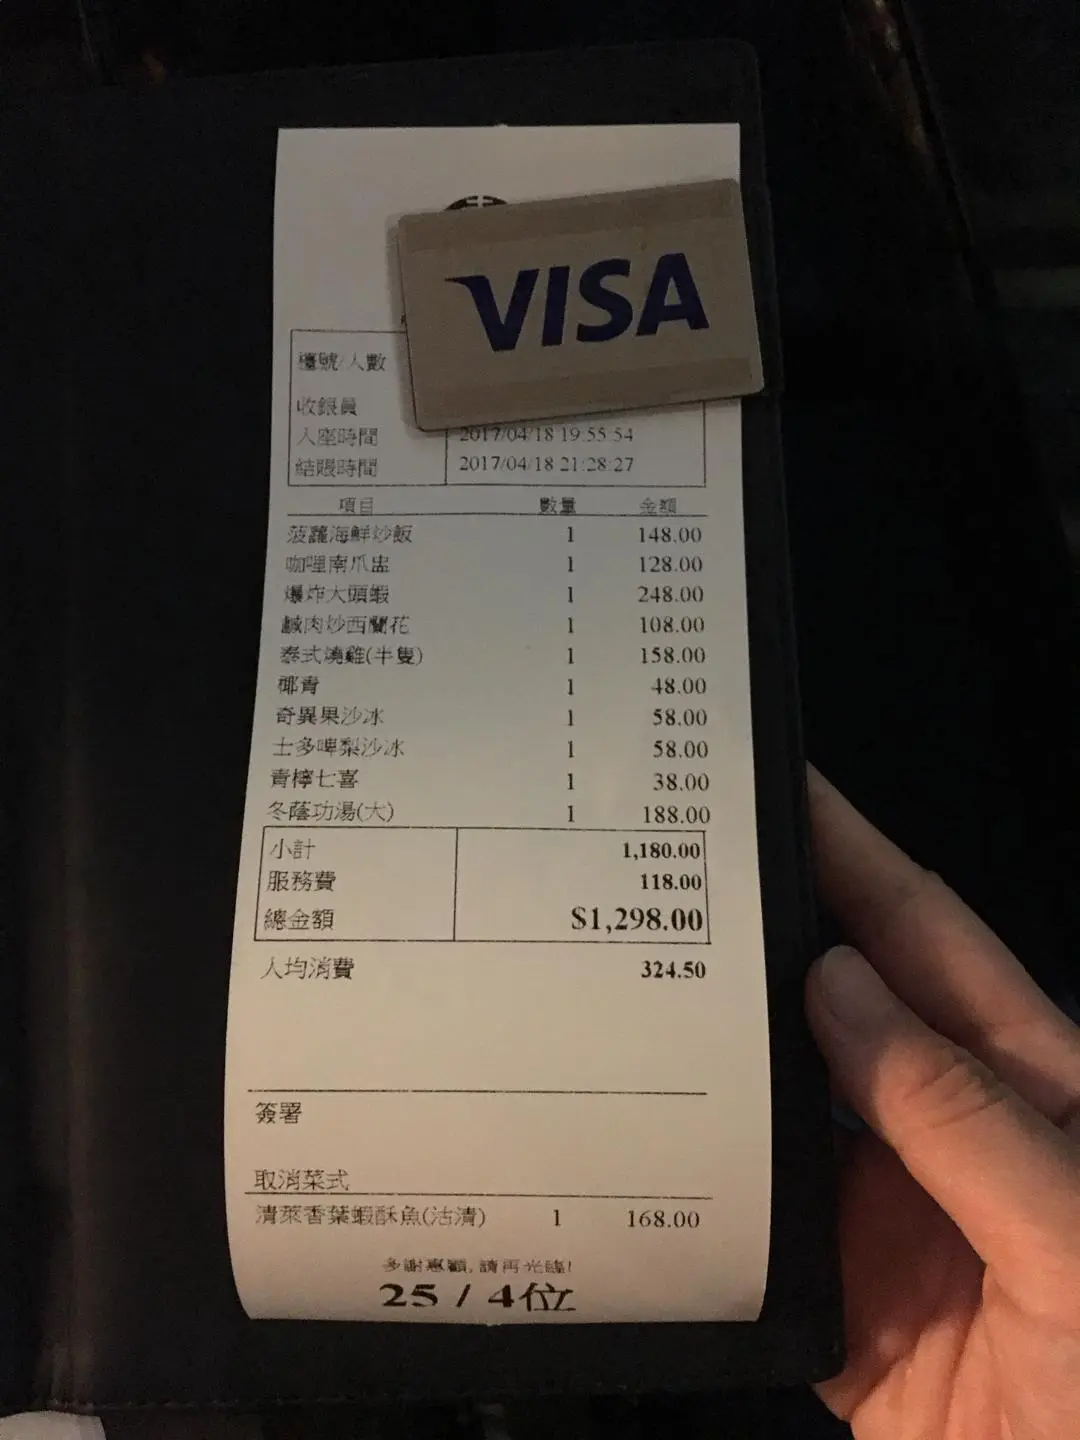 VISA
檯號/人數
收銀員
入座時間 2017/04/18 19:55:54
結賬時間 2017/04/18 21:28:27
項目 數量 金額
菠蘿海鮮炒飯 1 148.00
咖哩南瓜盅 1 128.00
爆炸大頭蝦 1 248.00
鹹肉炒西蘭花 1 108.00
泰式燒雞(半隻) 1 158.00
椰青 1 48.00
奇異果沙冰 1 58.00
士多啤梨沙冰 1 58.00
青檸七喜 1 38.00
冬蔭功湯(大) 1 188.00
小計 1,180.00
服務費 118.00
總金額 $1,298.00
人均消費 324.50
簽署
取消菜式
清萊香葉蝦酥魚(沽清) 1 168.00
多謝惠顧,請再光臨!
25 / 4位